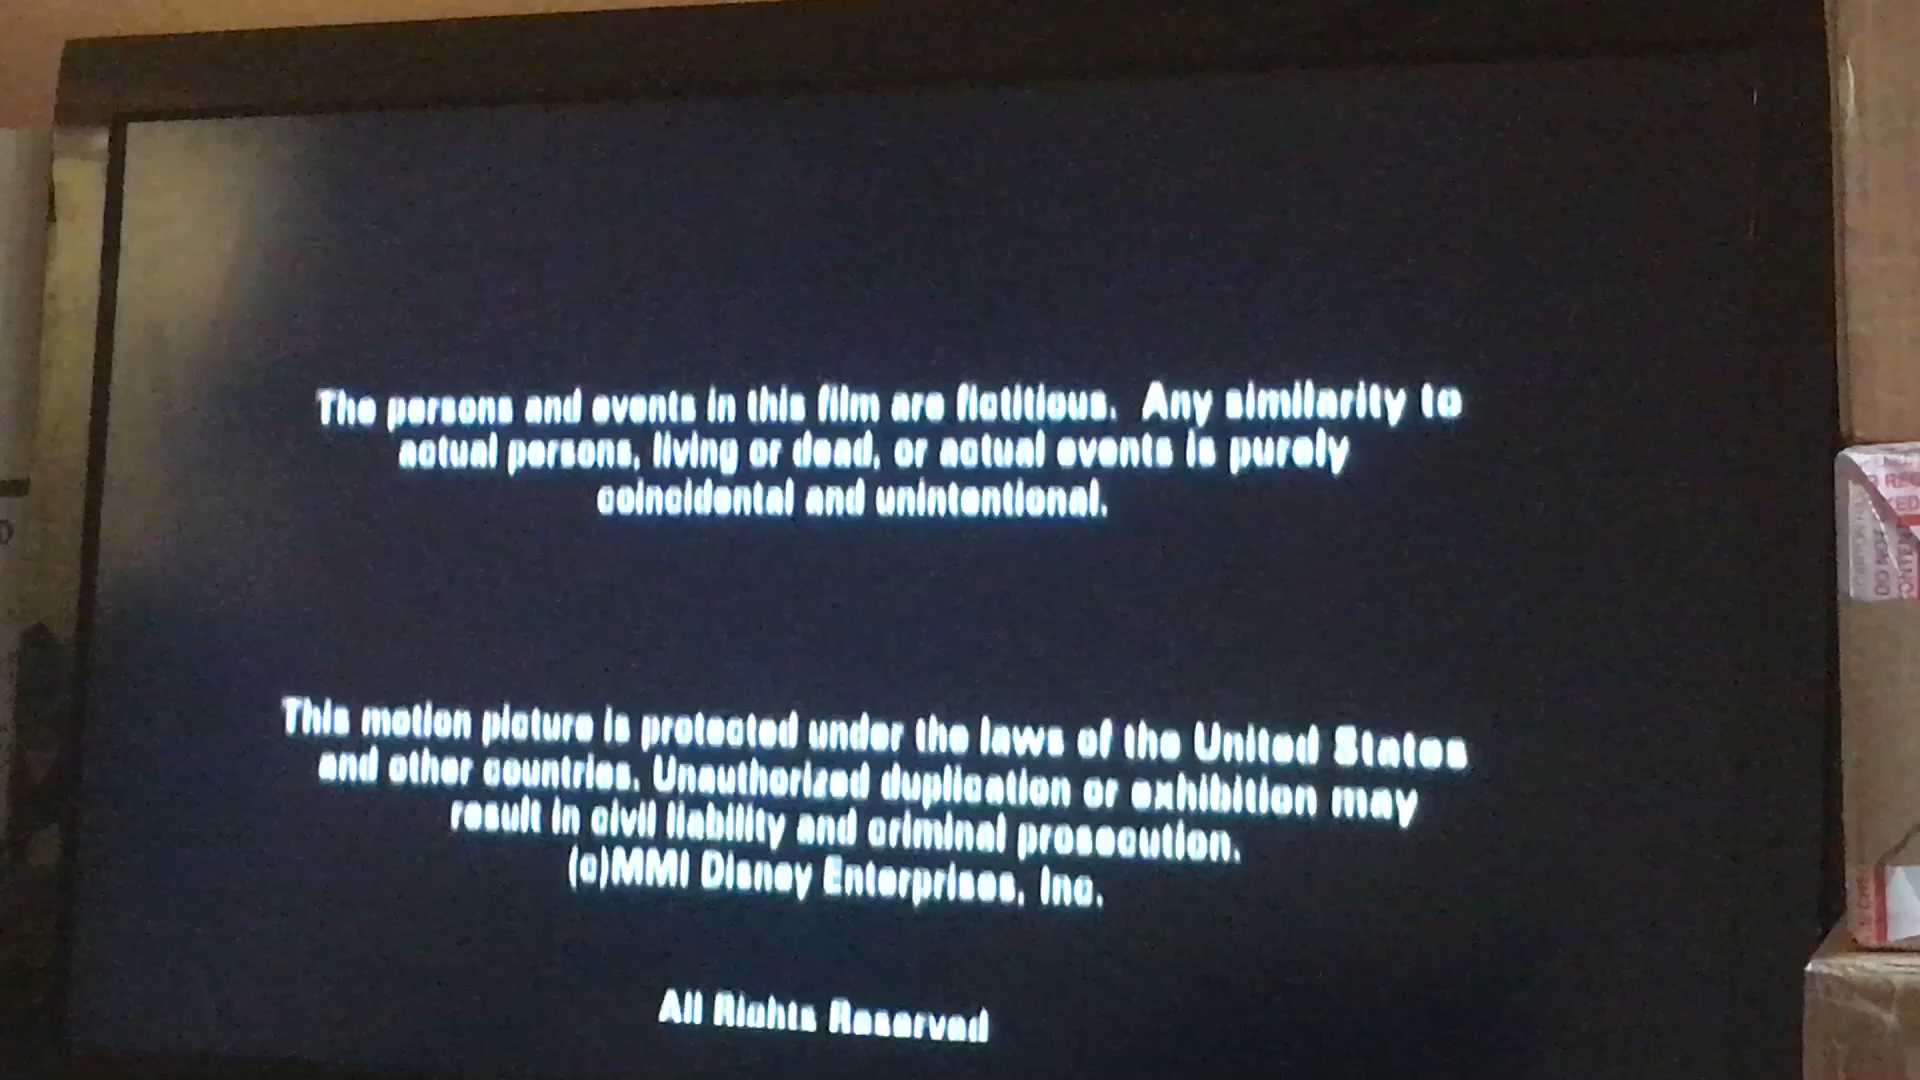 The persons and events in this film are fictitious. Any similarity to
actual persons, living or dead, or actual events is purely
coincidental and unintentional.
This motion picture is protected under the laws of the United States
and other countries. Unauthorized duplication or exhibition may
result in civil liability and criminal prosecution.
(c)MMI Disney Enterprises, Inc.
All Rights Reserved
DO NOT